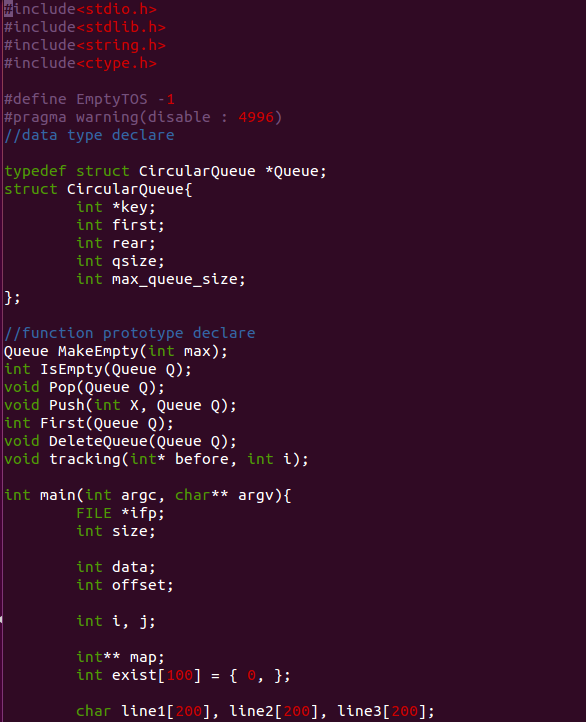 #include<stdio.h>
#include<stdlib.h>
#include<string.h>
#include<ctype.h>

#define EmptyTOS -1
#pragma warning(disable : 4996)
//data type declare

typedef struct CircularQueue *Queue;
struct CircularQueue{
        int *key;
        int first;
        int rear;
        int qsize;
        int max_queue_size;
};

//function prototype declare
Queue MakeEmpty(int max);
int IsEmpty(Queue Q);
void Pop(Queue Q);
void Push(int X, Queue Q);
int First(Queue Q);
void DeleteQueue(Queue Q);
void tracking(int* before, int i);

int main(int argc, char** argv){
        FILE *ifp;
        int size;

        int data;
        int offset;

        int i, j;

        int** map;
        int exist[100] = { 0, };

        char line1[200], line2[200], line3[200];